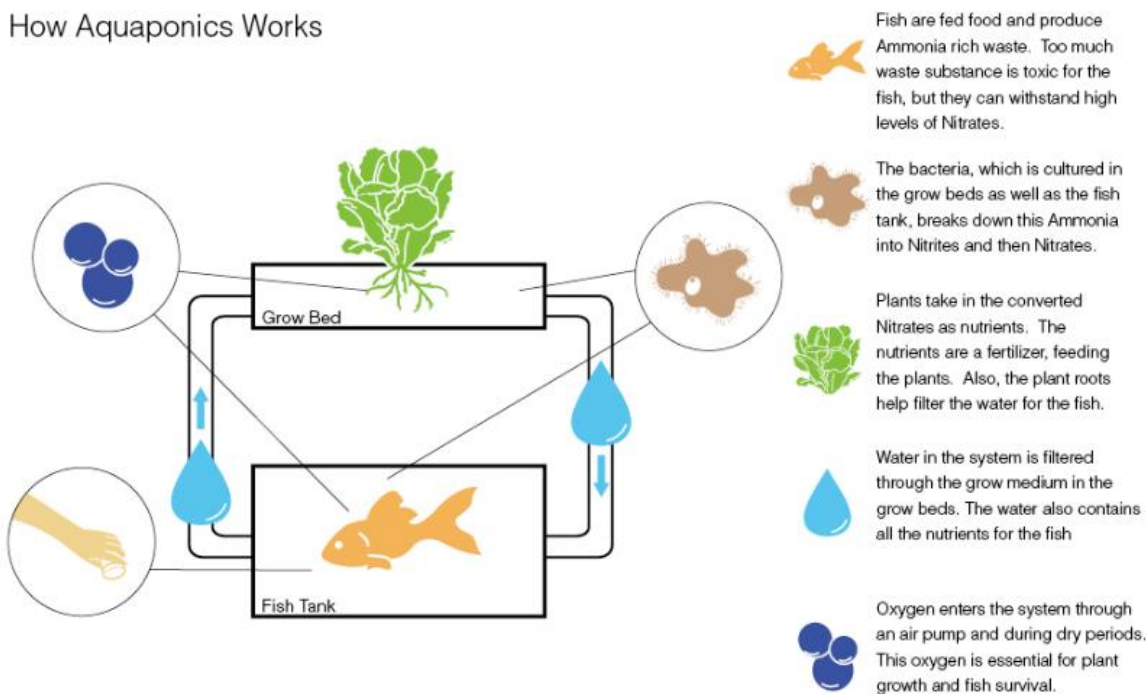 How Aquaponics Works
Fish are fed food and produce
Ammonia rich waste. Too much
waste substance is toxic for the
fish, but they can withstand high
levels of Nitrates.
The bacteria, which is cultured in
the grow beds as well as the fish
tank, breaks down this Ammonia
into Nitrites and then Nitrates.
Grow Bed
Plants take in the converted
Nitrates as nutrients. The
nutrients are a fertilizer, feeding
the plants. Also, the plant roots
help filter the water for the fish.
Water in the system is filtered
through the grow medium in the
grow beds. The water also contains
all the nutrients for the fish
Fish Tank
Oxygen enters the system through
an air pump and during dry periods.
This oxygen is essential for plant
growth and fish survival.